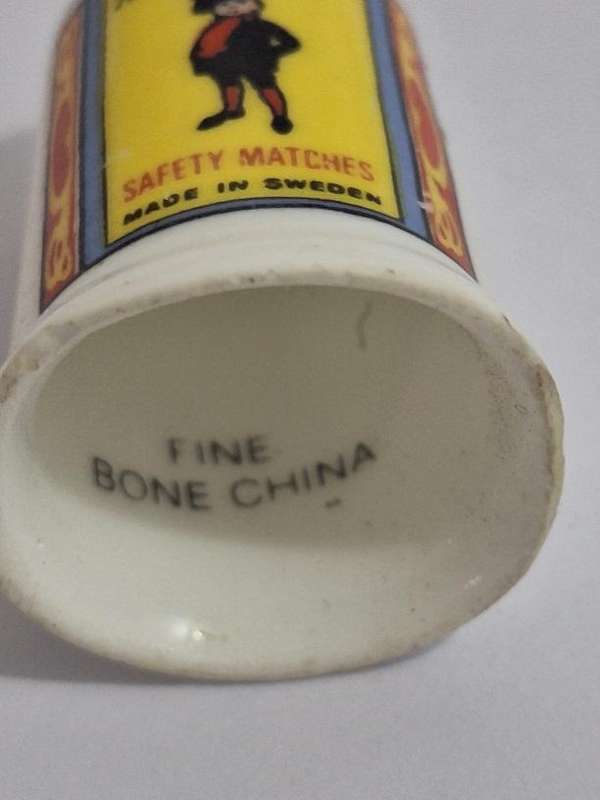 SAFETY MATCHES
MADE IN SWEDEN
FINE
BONE CHINA